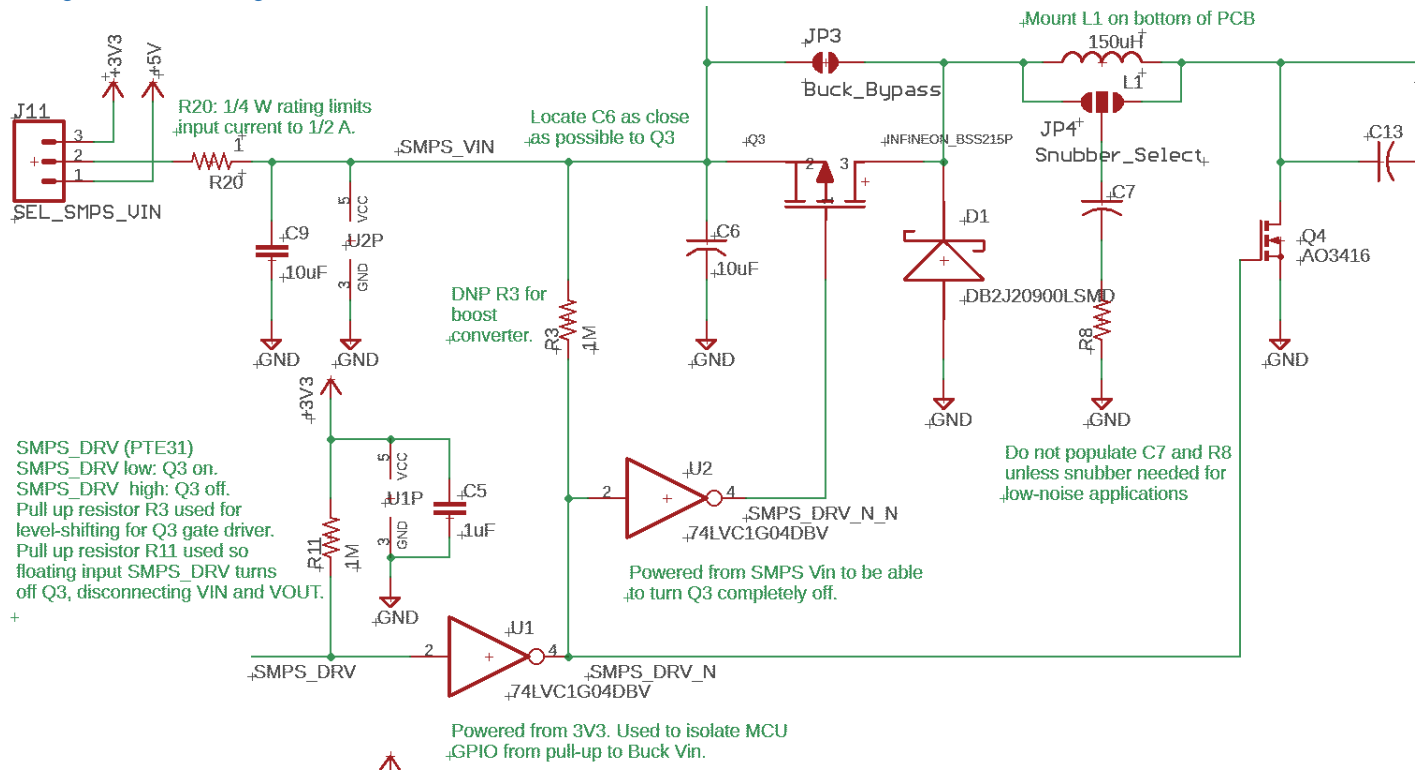 Mount L1 on bottom of PCB
JP3
150uH
+3V3
+5V
L1
J11
R20: 1/4 W rating limits
input current to 1/2 A.
Buck_Bypass
Locate C6 as close
as possible to Q3
JP4
C13
3
1
SMPS_VIN
Q3
INFINEON_BSS215P
Snubber_Select
2
2
3
1
R20
1
SEL_SMPS_VIN
C7
5
VCC
C9
U2P
C6
D1
Q4
10uF
10uF
AO3416
GND
3
DNP R3 for
boost
converter.
DB2J20900LSMD
R3
1M
R8
GND
GND
GND
GND
+3V3
GND
GND
SMPS_DRV (PTE31)
SMPS_DRV low: Q3 on.
SMPS_DRV high: Q3 off.
Pull up resistor R3 used for
level-shifting for Q3 gate driver.
Pull up resistor R11 used so
floating input SMPS_DRV turns
off Q3, disconnecting VIN and VOUT.
5
VCC
U1P
C5
GND
3
1uF
R11
1M
GND
U2
2
4
SMPS_DRV_N_N
74LVC1G04DBV
Do not populate C7 and R8
unless snubber needed for
low-noise applications
Powered from SMPS Vin to be able
to turn Q3 completely off.
U1
2
4
SMPS_DRV
SMPS_DRV_N
74LVC1G04DBV
Powered from 3V3. Used to isolate MCU
GPIO from pull-up to Buck Vin.